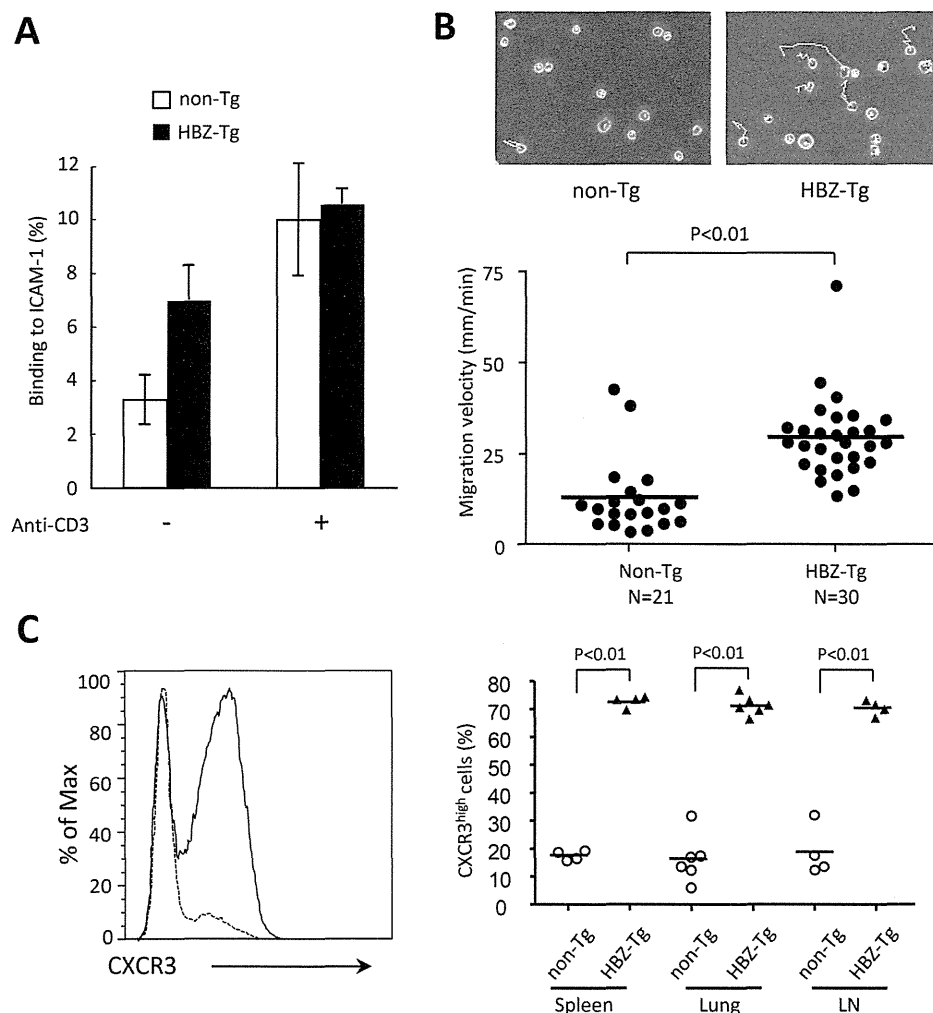 A
non-Tg
HBZ-Tg
Binding to ICAM-1 (%)
12
10
8
6
4
2
0
Anti-CD3 - +
B
non-Tg HBZ-Tg
P<0.01
Migration velocity (mm/min)
75
50
25
0
Non-Tg HBZ-Tg
N=21 N=30
C
% of Max
100
80
60
40
20
0
CXCR3
P<0.01 P<0.01 P<0.01
CXCR3high cells (%)
80
70
60
50
40
30
20
10
0
non-Tg HBZ-Tg non-Tg HBZ-Tg non-Tg HBZ-Tg
Spleen Lung LN